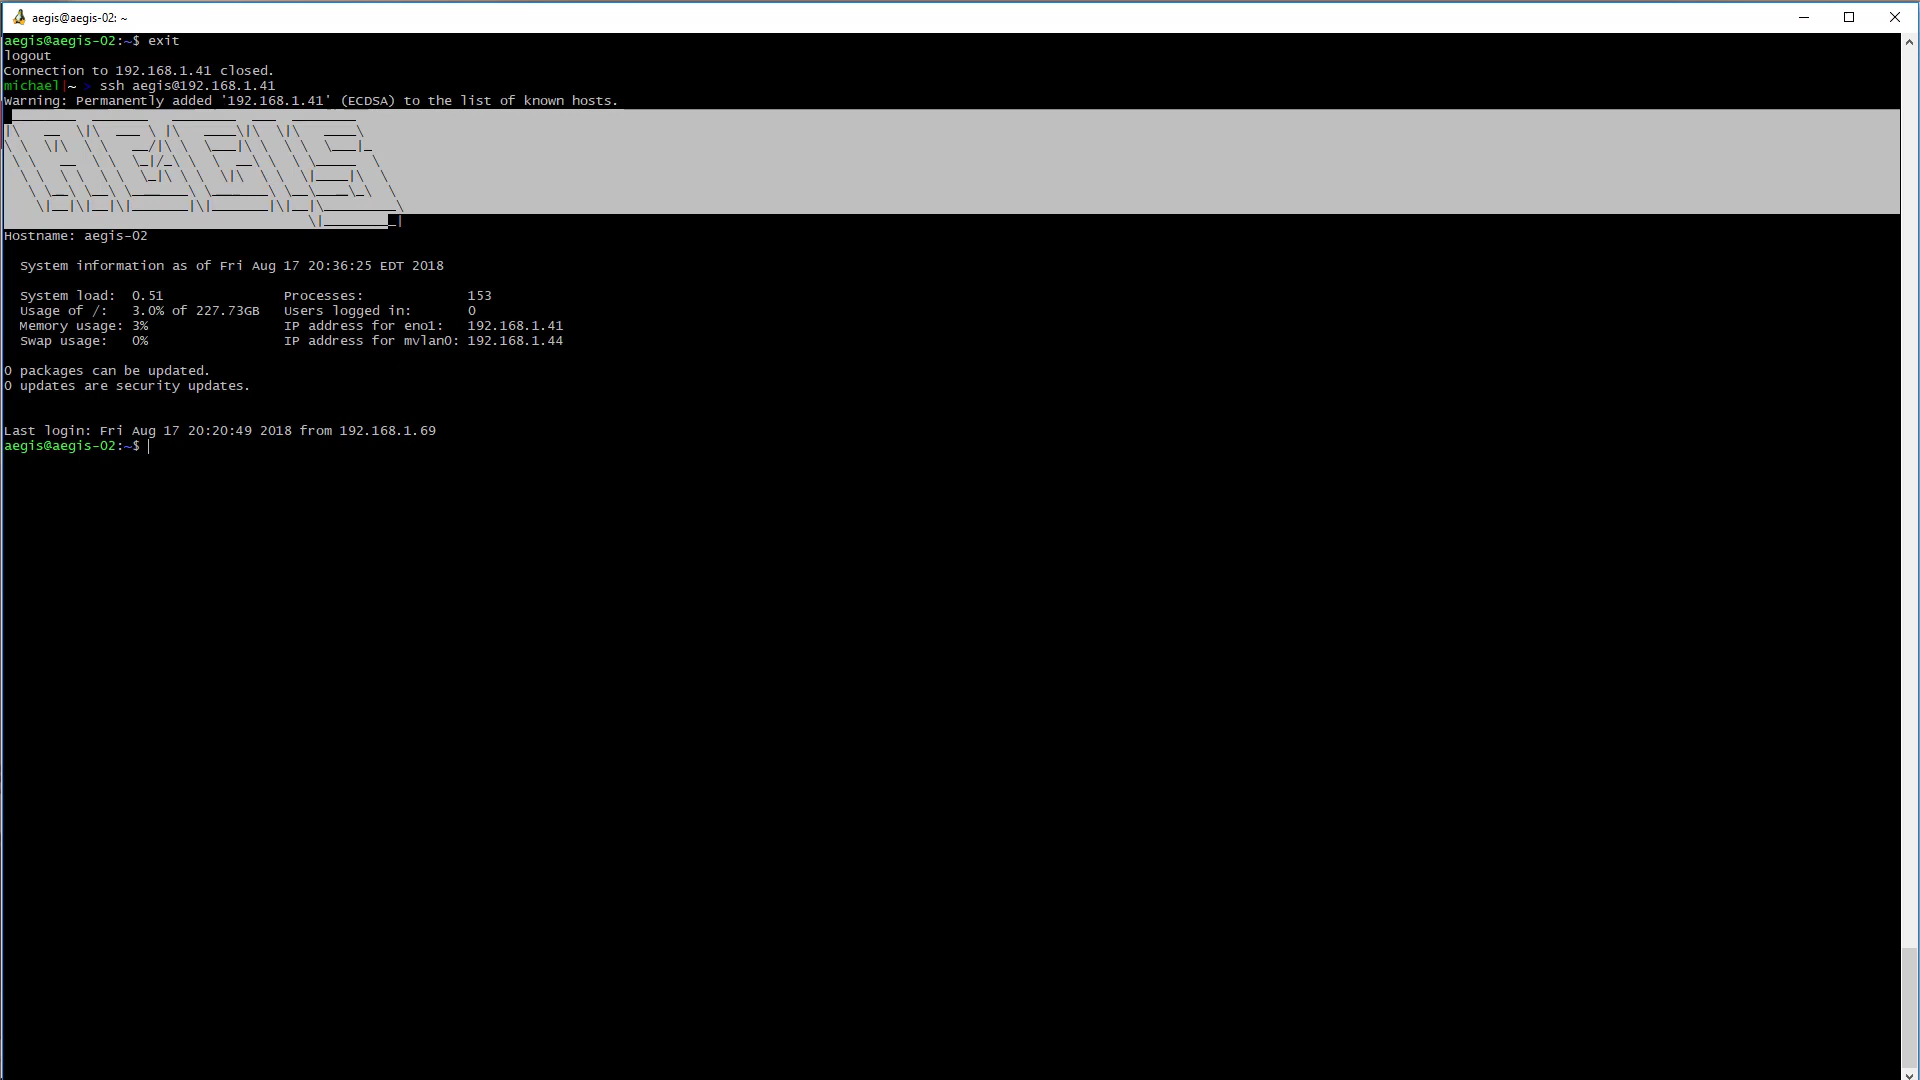 aegis@aegis-02: ~
aegis@aegis-02:~$ exit
logout
Connection to 192.168.1.41 closed.
michael|~ > ssh aegis@192.168.1.41
Warning: Permanently added '192.168.1.41' (ECDSA) to the list of known hosts.
AEGIS
Hostname: aegis-02
System information as of Fri Aug 17 20:36:25 EDT 2018
System load:  0.51               Processes:             153
Usage of /:   3.0% of 227.73GB   Users logged in:       0
Memory usage: 3%                 IP address for eno1:   192.168.1.41
Swap usage:   0%                 IP address for mvlan0: 192.168.1.44
0 packages can be updated.
0 updates are security updates.
Last login: Fri Aug 17 20:20:49 2018 from 192.168.1.69
aegis@aegis-02:~$